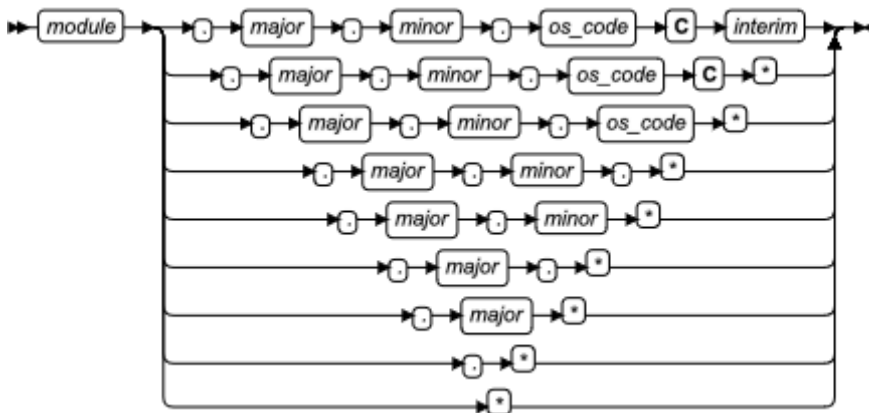 module . major . minor . os_code C interim
. major . minor . os_code C *
. major . minor . os_code *
. major . minor . *
. major . minor *
. major . *
. major *
. *
*